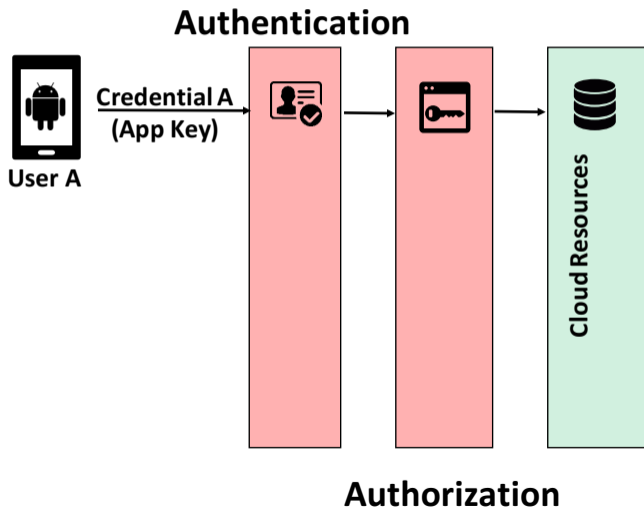 Authentication
Credential A
(App Key)
User A
Cloud Resources
Authorization